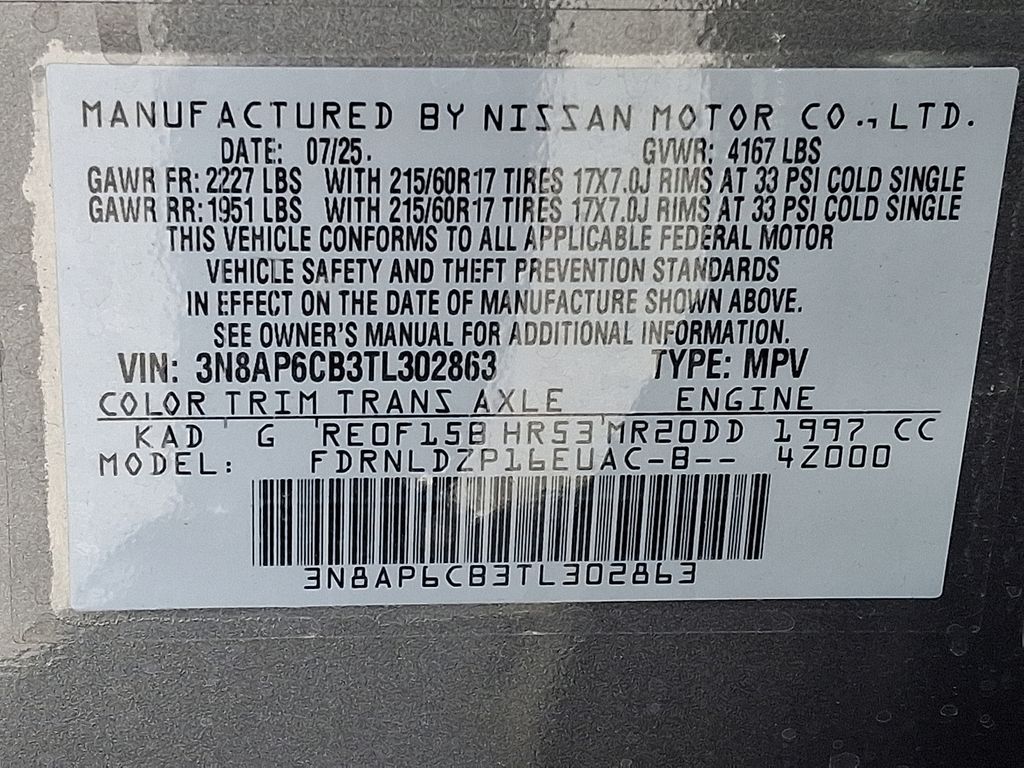 MANUFACTURED BY NISSAN MOTOR CO., LTD.
DATE: 07/25. GVWR: 4167 LBS
GAWR FR: 2227 LBS WITH 215/60R17 TIRES 17X7.0J RIMS AT 33 PSI COLD SINGLE
GAWR RR: 1951 LBS WITH 215/60R17 TIRES 17X7.0J RIMS AT 33 PSI COLD SINGLE
THIS VEHICLE CONFORMS TO ALL APPLICABLE FEDERAL MOTOR
VEHICLE SAFETY AND THEFT PREVENTION STANDARDS
IN EFFECT ON THE DATE OF MANUFACTURE SHOWN ABOVE.
SEE OWNER'S MANUAL FOR ADDITIONAL INFORMATION.
VIN: 3N8AP6CB3TL302863 TYPE: MPV
COLOR TRIM TRANS AXLE ENGINE
KAD G RE0F15B HR53 MR20DD 1997 CC
MODEL: FDRNLDZP16EUAC-B-- 4Z000
3N8AP6CB3TL302863